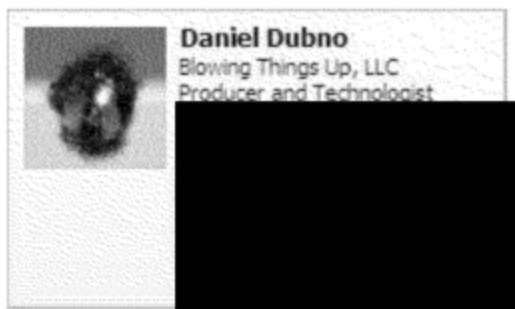 Daniel Dubno
Blowing Things Up, LLC
Producer and Technologist